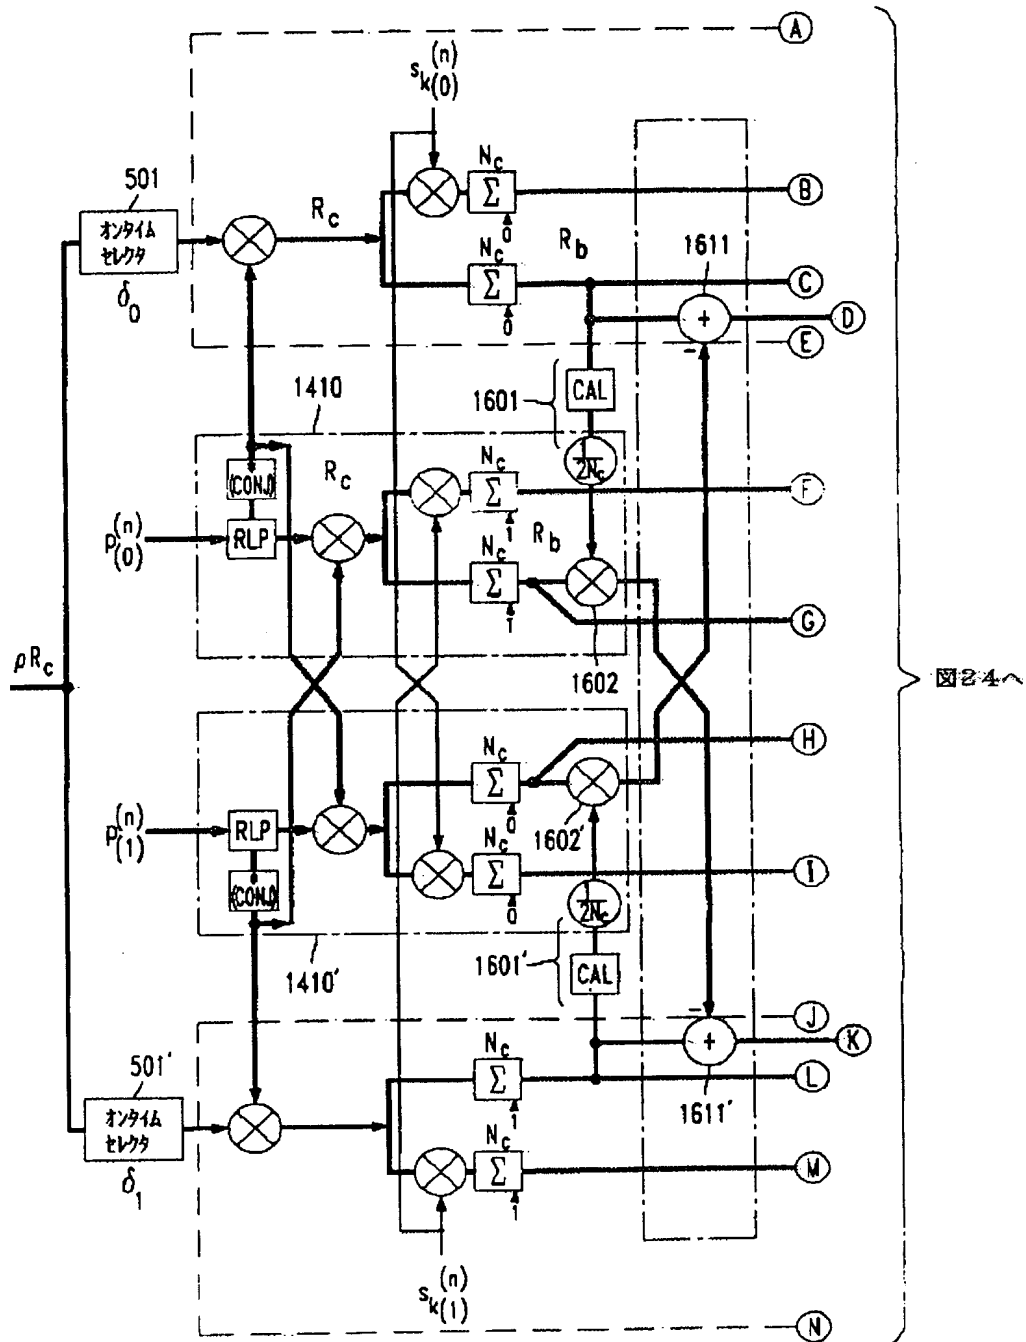 A
s_k(0)^(n)
N_c
501
Σ
B
オンタイム
セレクタ
R_c
0
R_b
1611
N_c
δ_0
Σ
C
0
+
D
−
E
1410
1601
CAL
R_c
N_c
1/2N_c
(CONJ)
Σ
F
1
R_b
p_(0)^(n)
RLP
N_c
Σ
1
G
1602
ρR_c
図24へ
N_c
H
Σ
p_(1)^(n)
RLP
0
1602'
N_c
Σ
I
(CONJ)
0
1/2N_c
1410'
1601'
CAL
−
J
N_c
+
K
501'
Σ
L
オンタイム
セレクタ
1
1611'
N_c
δ_1
Σ
M
1
s_k(1)^(n)
N